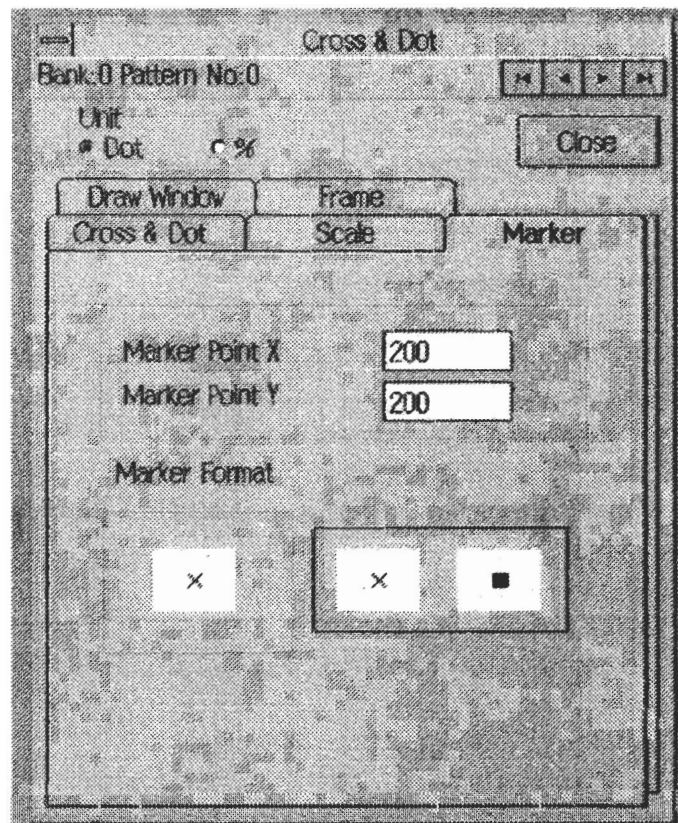 Cross & Dot
Bank:0 Pattern No:0
Unit
Dot %
Close
Draw Window Frame
Cross & Dot Scale Marker
Marker Point X 200
Marker Point Y 200
Marker Format